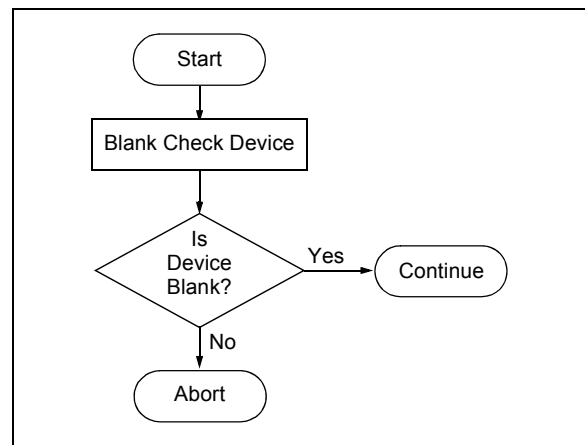 Start
Blank Check Device
Is
Device
Blank?
Yes
Continue
No
Abort